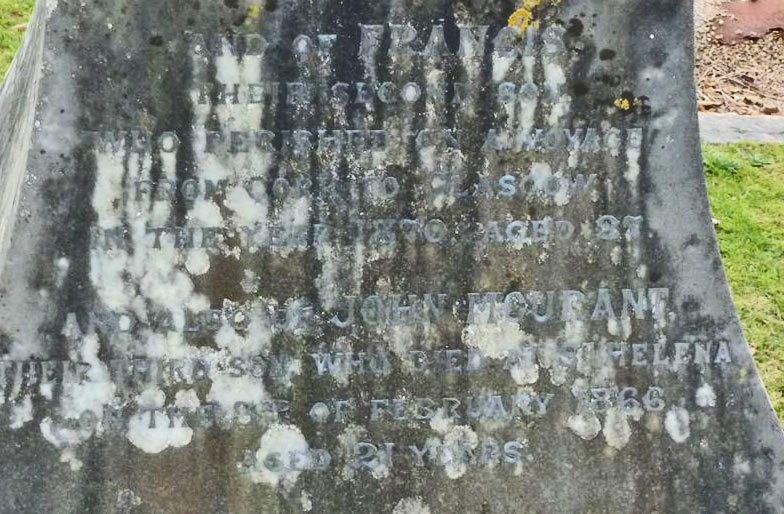 AND OF FRANCIS
THEIR SECOND SON
WHO PERISHED ON A VOYAGE
FROM CORK TO GLASGOW
IN THE YEAR 1870, AGED 27.
AND ALSO OF JOHN MOURANT,
THEIR THIRD SON, WHO DIED AT ST HELENA
ON THE OF FEBRUARY 1866,
AGED 21 YEARS.